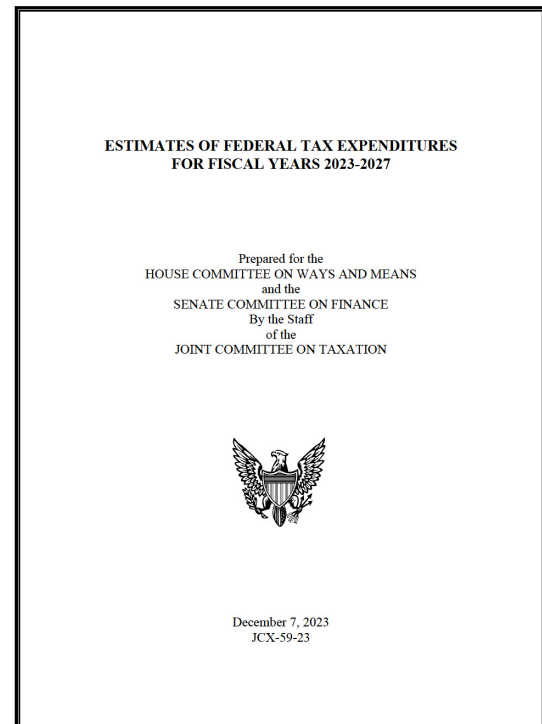 ESTIMATES OF FEDERAL TAX EXPENDITURES
FOR FISCAL YEARS 2023-2027
Prepared for the
HOUSE COMMITTEE ON WAYS AND MEANS
and the
SENATE COMMITTEE ON FINANCE
By the Staff
of the
JOINT COMMITTEE ON TAXATION
December 7, 2023
JCX-59-23